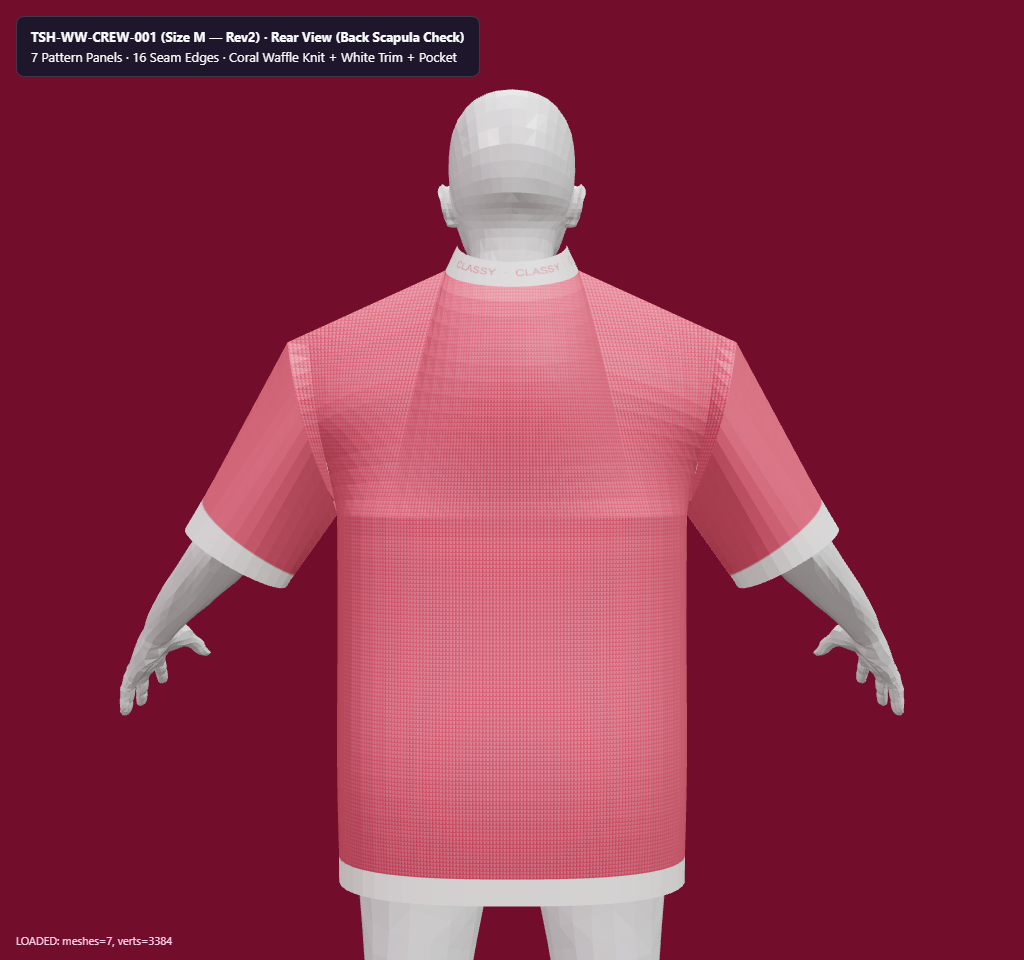 TSH-WW-CREW-001 (Size M — Rev2) · Rear View (Back Scapula Check)
7 Pattern Panels · 16 Seam Edges · Coral Waffle Knit + White Trim + Pocket
CLASSY · CLASSY
LOADED: meshes=7, verts=3384